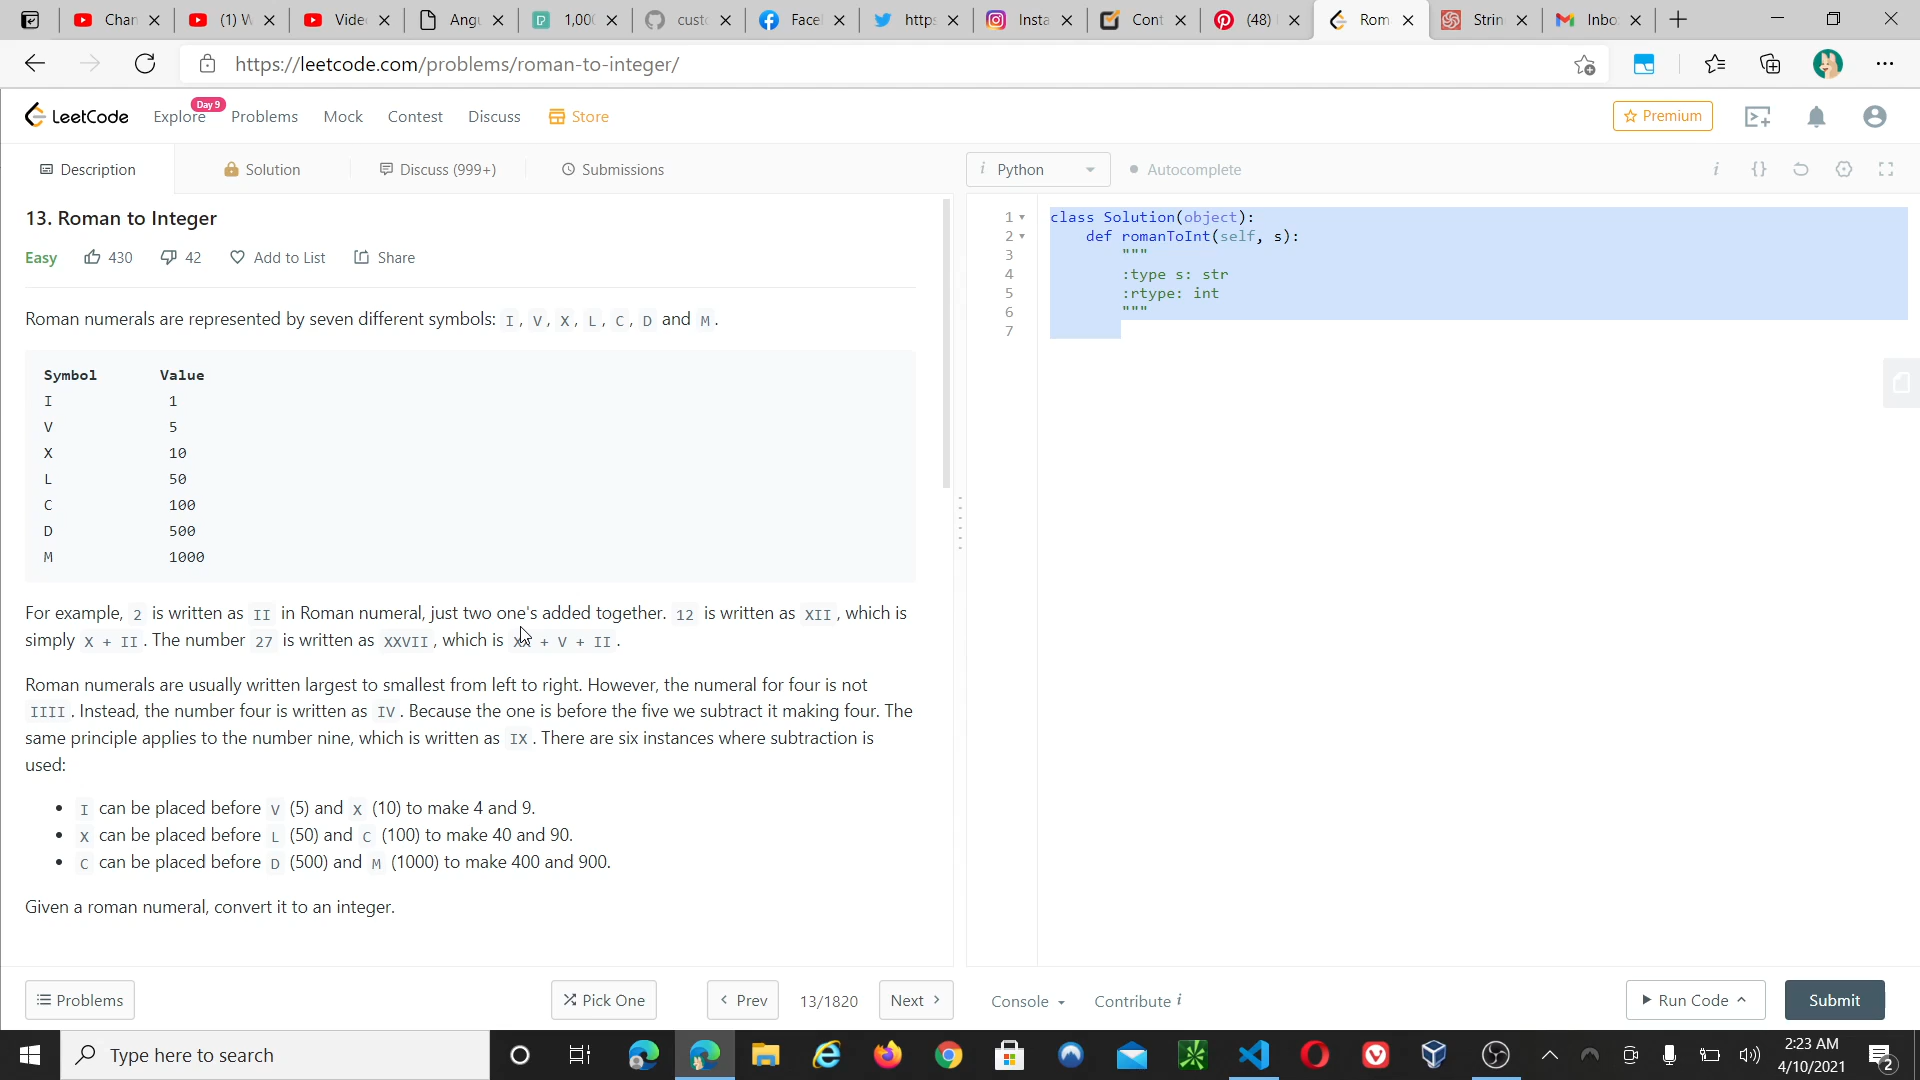 Chan
(1) W
Vide
Angu
1,00
cust
Face
https
Insta
Cont
(48)
Rom
Strin
Inbo
https://leetcode.com/problems/roman-to-integer/
LeetCode
Explore
Day 9
Problems
Mock
Contest
Discuss
Store
Premium
Description
Solution
Discuss (999+)
Submissions
13. Roman to Integer
Easy
430
42
Add to List
Share
Roman numerals are represented by seven different symbols: I, V, X, L, C, D and M.
Symbol Value
I 1
V 5
X 10
L 50
C 100
D 500
M 1000
For example, 2 is written as II in Roman numeral, just two one's added together. 12 is written as XII, which is
simply X + II. The number 27 is written as XXVII, which is XX + V + II.
Roman numerals are usually written largest to smallest from left to right. However, the numeral for four is not
IIII. Instead, the number four is written as IV. Because the one is before the five we subtract it making four. The
same principle applies to the number nine, which is written as IX. There are six instances where subtraction is
used:
• I can be placed before V (5) and X (10) to make 4 and 9.
• X can be placed before L (50) and C (100) to make 40 and 90.
• C can be placed before D (500) and M (1000) to make 400 and 900.
Given a roman numeral, convert it to an integer.
Problems
Pick One
Prev
13/1820
Next
i Python
Autocomplete
i
{}
1 class Solution(object):
2 def romanToInt(self, s):
3 """
4 :type s: str
5 :rtype: int
6 """
7
Console
Contribute i
Run Code
Submit
Type here to search
2:23 AM
4/10/2021
2